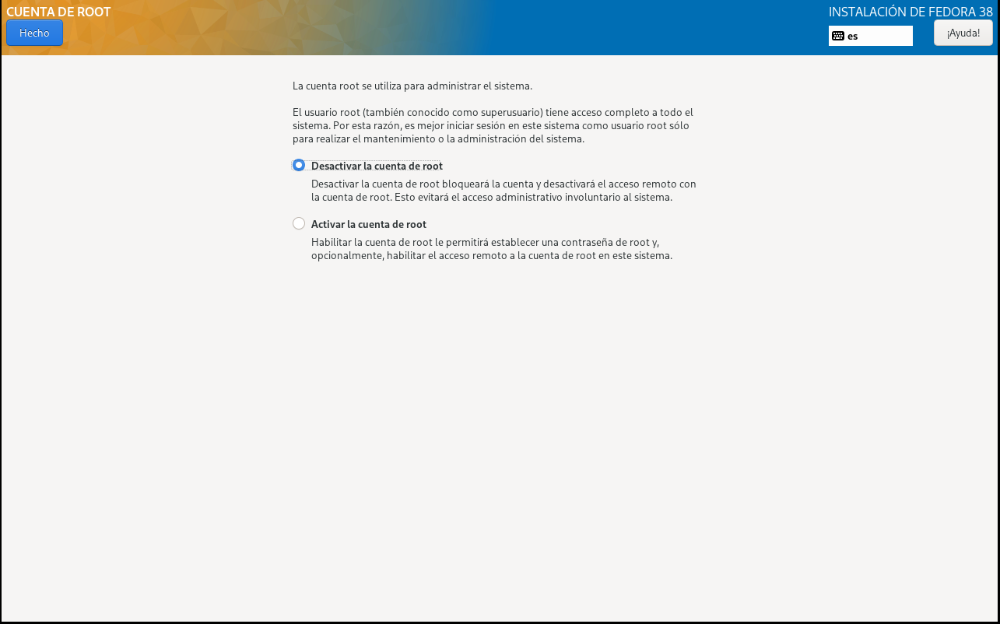 CUENTA DE ROOT
INSTALACIÓN DE FEDORA 38
Hecho
es
¡Ayuda!
La cuenta root se utiliza para administrar el sistema.
El usuario root (también conocido como superusuario) tiene acceso completo a todo el
sistema. Por esta razón, es mejor iniciar sesión en este sistema como usuario root sólo
para realizar el mantenimiento o la administración del sistema.
Desactivar la cuenta de root
Desactivar la cuenta de root bloqueará la cuenta y desactivará el acceso remoto con
la cuenta de root. Esto evitará el acceso administrativo involuntario al sistema.
Activar la cuenta de root
Habilitar la cuenta de root le permitirá establecer una contraseña de root y,
opcionalmente, habilitar el acceso remoto a la cuenta de root en este sistema.